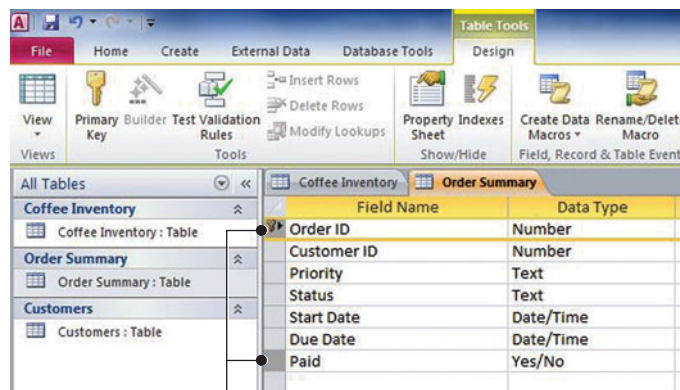 A
Table Tools
File Home Create External Data Database Tools Design
View Primary Key Builder Test Validation Rules Insert Rows Delete Rows Modify Lookups Property Sheet Indexes Create Data Macros Rename/Delet Macro
Views Tools Show/Hide Field, Record & Table Event
All Tables « Coffee Inventory Order Summary
Coffee Inventory Field Name Data Type
Coffee Inventory : Table Order ID Number
Customer ID Number
Order Summary Priority Text
Order Summary : Table Status Text
Customers Start Date Date/Time
Customers : Table Due Date Date/Time
Paid Yes/No